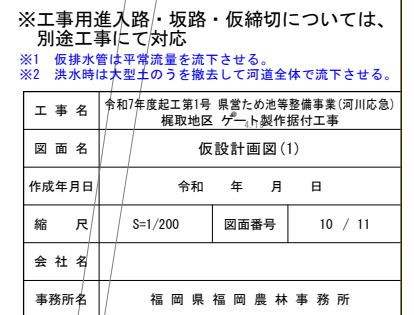 ※工事用進入路・坂路・仮締切については、
別途工事にて対応
※1 仮排水管は平常流量を流下させる。
※2 洪水時は大型土のうを撤去して河道全体で流下させる。
工事名 令和7年度起工第1号 県営ため池等整備事業(河川応急)
梶取地区 ゲート製作据付工事
図面名 仮設計画図(1)
作成年月日 令和 年 月 日
縮尺 S=1/200 図面番号 10 / 11
会社名
事務所名 福岡県福岡農林事務所